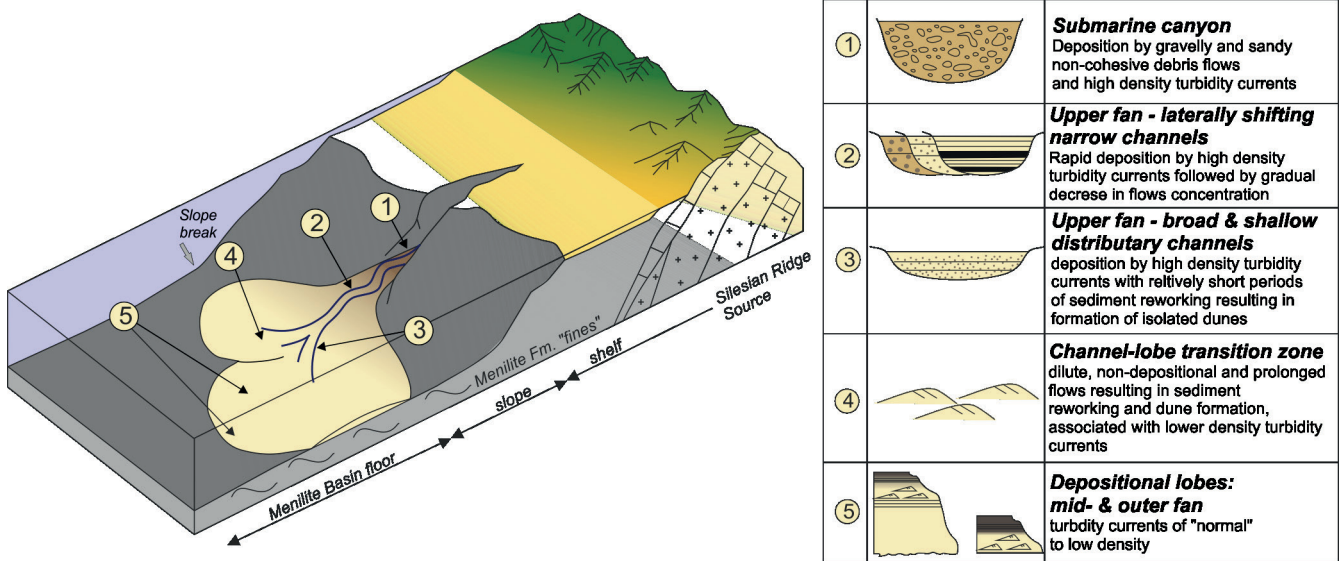 Slope
break
1
2
3
4
5
Silesian Ridge
Source
Menilite Fm. "fines"
shelf
slope
Menilite Basin floor
1
Submarine canyon
Deposition by gravelly and sandy
non-cohesive debris flows
and high density turbidity currents
2
Upper fan - laterally shifting
narrow channels
Rapid deposition by high density
turbidity currents followed by gradual
decrese in flows concentration
3
Upper fan - broad & shallow
distributary channels
deposition by high density turbidity
currents with reltively short periods
of sediment reworking resulting in
formation of isolated dunes
4
Channel-lobe transition zone
dilute, non-depositional and prolonged
flows resulting in sediment
reworking and dune formation,
associated with lower density turbidity
currents
5
Depositional lobes:
mid- & outer fan
turbdity currents of "normal"
to low density